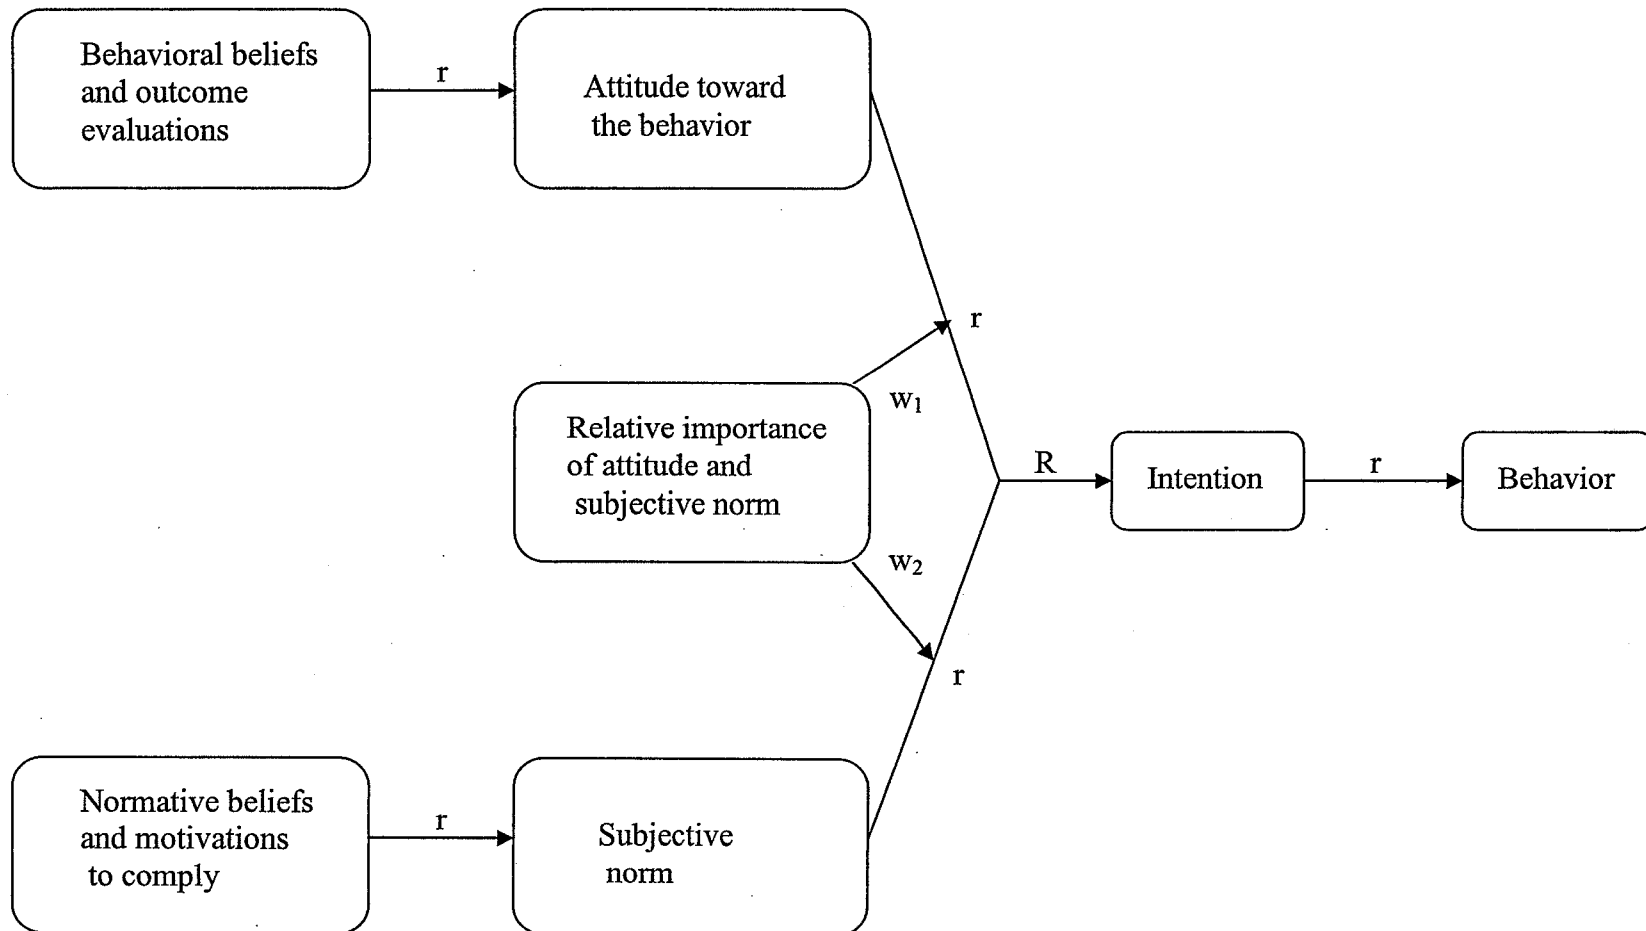 Behavioral beliefs
and outcome
evaluations
r
Attitude toward
the behavior
r
w₁
Relative importance
of attitude and
subjective norm
R
Intention
r
Behavior
w₂
r
Normative beliefs
and motivations
to comply
r
Subjective
norm